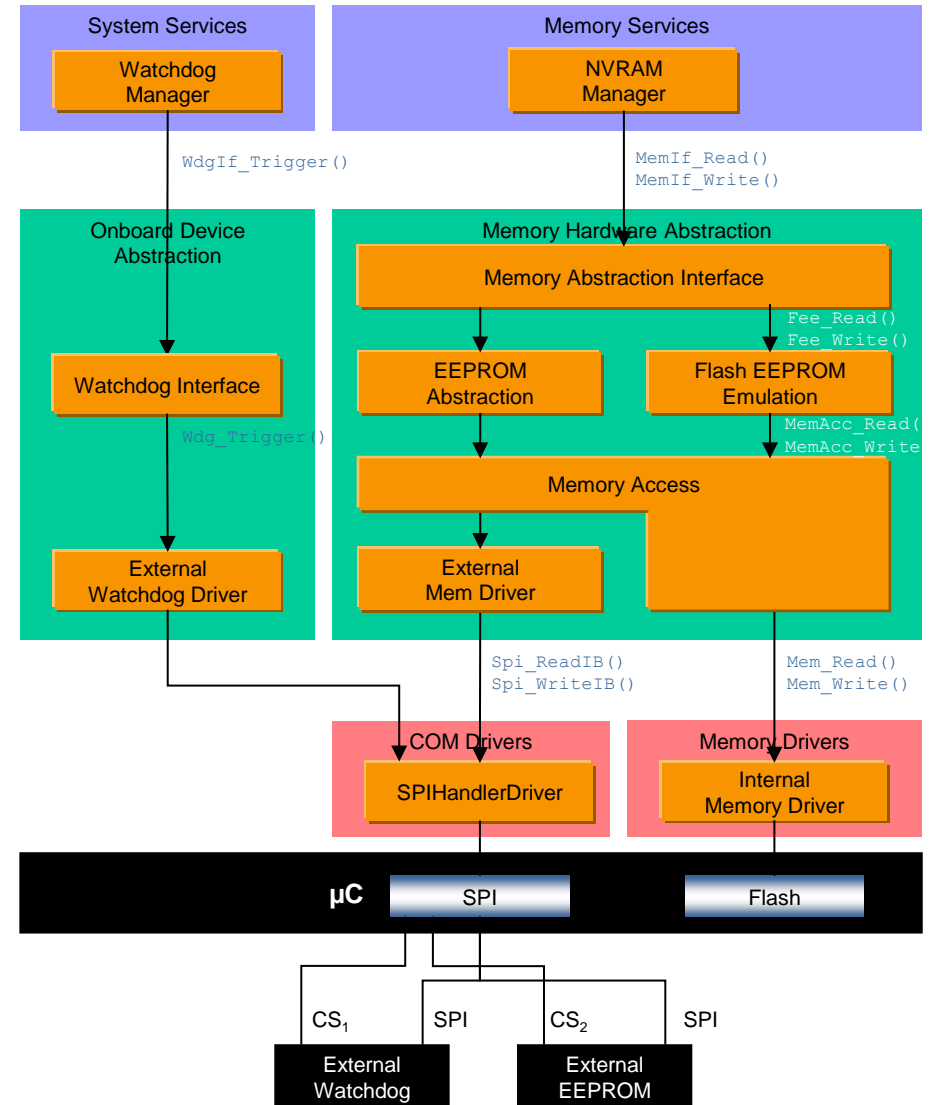 System Services
Memory Services
Watchdog
Manager
NVRAM
Manager
WdgIf_Trigger()
MemIf_Read()
MemIf_Write()
Onboard Device
Abstraction
Memory Hardware Abstraction
Memory Abstraction Interface
Fee_Read()
Fee_Write()
Watchdog Interface
EEPROM
Abstraction
Flash EEPROM
Emulation
Wdg_Trigger()
MemAcc_Read(
MemAcc_Write
Memory Access
External
Watchdog Driver
External
Mem Driver
Spi_ReadIB()
Spi_WriteIB()
Mem_Read()
Mem_Write()
COM Drivers
Memory Drivers
SPIHandlerDriver
Internal
Memory Driver
µC
SPI
Flash
CS₁
SPI
CS₂
SPI
External
Watchdog
External
EEPROM